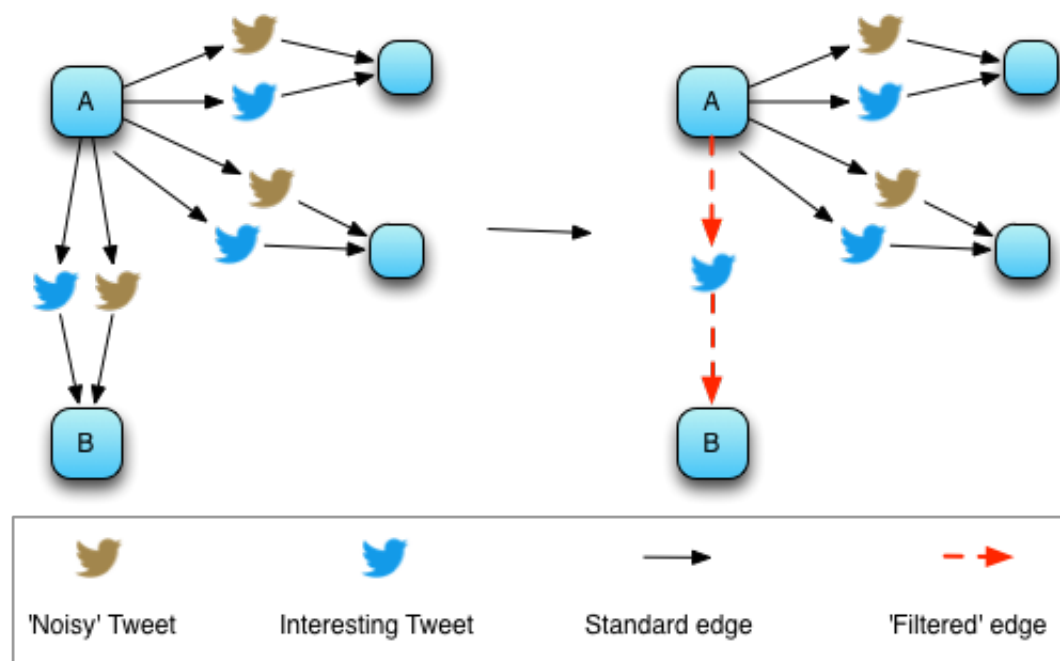 A
A
B
B
'Noisy' Tweet
Interesting Tweet
Standard edge
'Filtered' edge